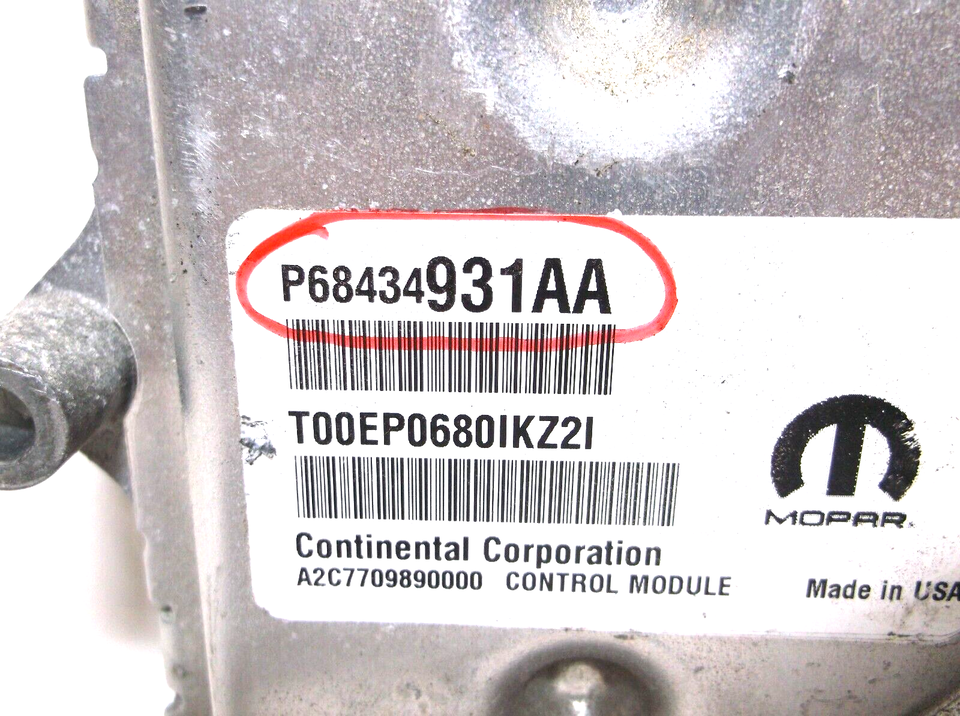 P68434931AA
T00EP0680IKZ2I
MOPAR
Continental Corporation
A2C7709890000 CONTROL MODULE
Made in USA